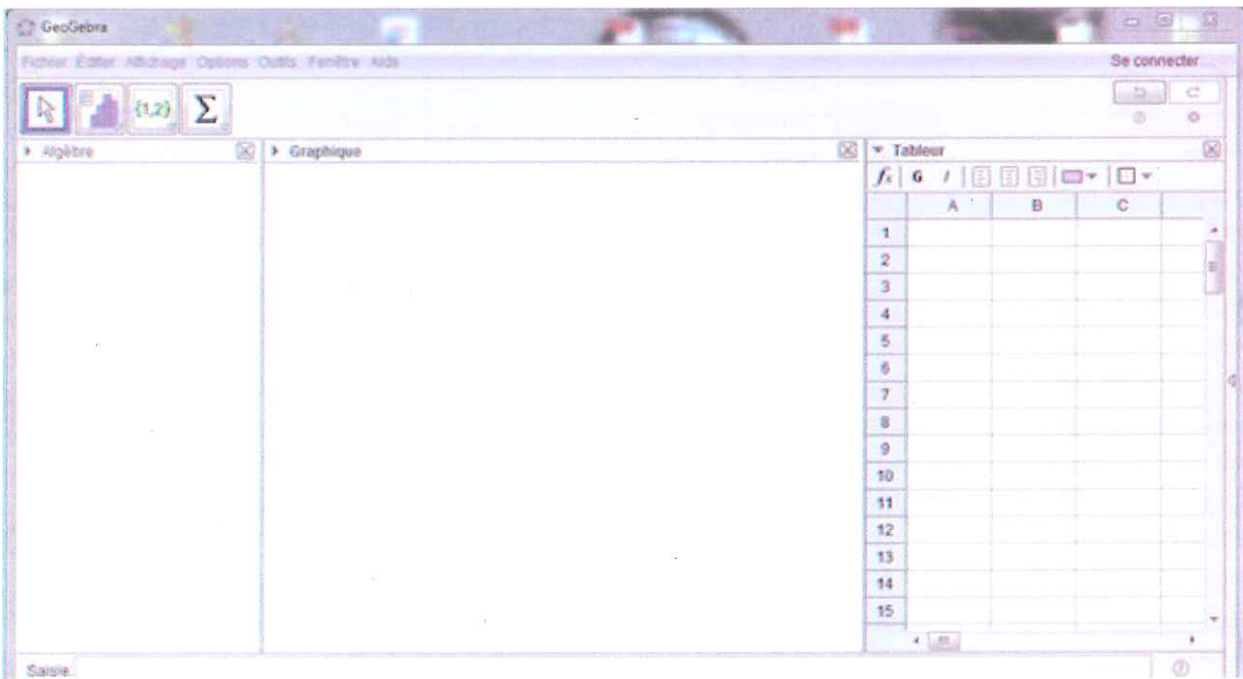 GeoGebra
Fichier Éditer Affichage Options Outils Fenêtre Aide
Se connecter...
{1,2} Σ
Algèbre
Graphique
Tableur
fx G I
A B C
1
2
3
4
5
6
7
8
9
10
11
12
13
14
15
Saisie